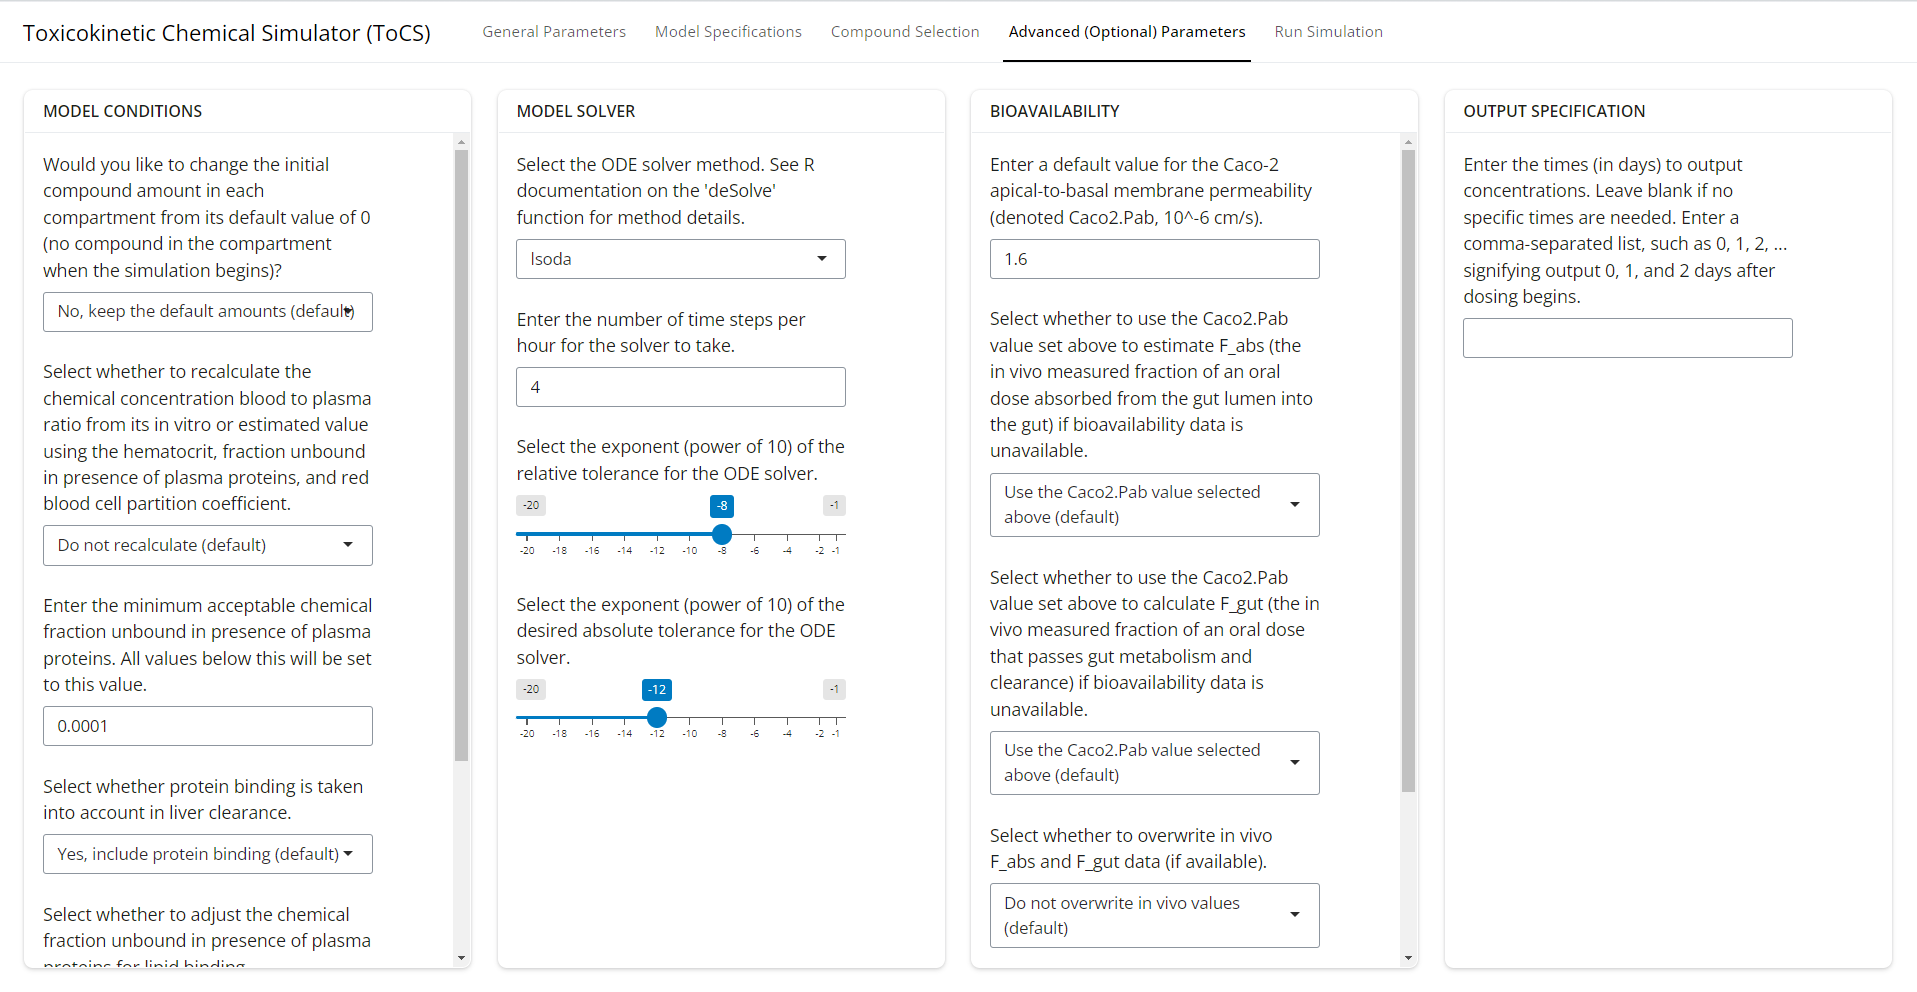 Toxicokinetic Chemical Simulator (ToCS)
General Parameters
Model Specifications
Compound Selection
Advanced (Optional) Parameters
Run Simulation
MODEL CONDITIONS
Would you like to change the initial
compound amount in each
compartment from its default value of 0
(no compound in the compartment
when the simulation begins)?
No, keep the default amounts (default)
Select whether to recalculate the
chemical concentration blood to plasma
ratio from its in vitro or estimated value
using the hematocrit, fraction unbound
in presence of plasma proteins, and red
blood cell partition coefficient.
Do not recalculate (default)
Enter the minimum acceptable chemical
fraction unbound in presence of plasma
proteins. All values below this will be set
to this value.
0.0001
Select whether protein binding is taken
into account in liver clearance.
Yes, include protein binding (default)
Select whether to adjust the chemical
fraction unbound in presence of plasma
proteins for lipid binding.
MODEL SOLVER
Select the ODE solver method. See R
documentation on the 'deSolve'
function for method details.
lsoda
Enter the number of time steps per
hour for the solver to take.
4
Select the exponent (power of 10) of the
relative tolerance for the ODE solver.
-20 -8 -1
-20 -18 -16 -14 -12 -10 -8 -6 -4 -2 -1
Select the exponent (power of 10) of the
desired absolute tolerance for the ODE
solver.
-20 -12 -1
-20 -18 -16 -14 -12 -10 -8 -6 -4 -2 -1
BIOAVAILABILITY
Enter a default value for the Caco-2
apical-to-basal membrane permeability
(denoted Caco2.Pab, 10^-6 cm/s).
1.6
Select whether to use the Caco2.Pab
value set above to estimate F_abs (the
in vivo measured fraction of an oral
dose absorbed from the gut lumen into
the gut) if bioavailability data is
unavailable.
Use the Caco2.Pab value selected
above (default)
Select whether to use the Caco2.Pab
value set above to calculate F_gut (the in
vivo measured fraction of an oral dose
that passes gut metabolism and
clearance) if bioavailability data is
unavailable.
Use the Caco2.Pab value selected
above (default)
Select whether to overwrite in vivo
F_abs and F_gut data (if available).
Do not overwrite in vivo values
(default)
OUTPUT SPECIFICATION
Enter the times (in days) to output
concentrations. Leave blank if no
specific times are needed. Enter a
comma-separated list, such as 0, 1, 2, ...
signifying output 0, 1, and 2 days after
dosing begins.